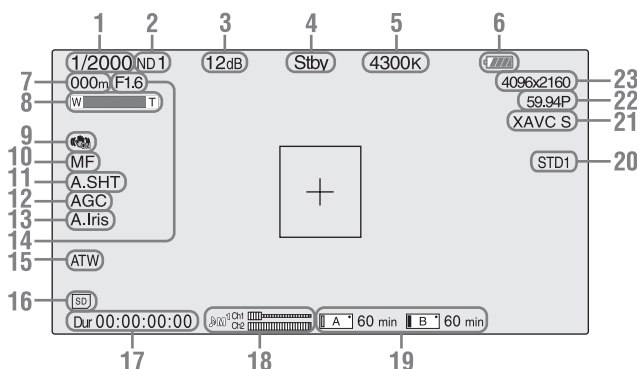 1 2 3 4 5 6
1/2000 ND1 12dB Stby 4300K
7 000m F1.6 4096x2160 23
8 W T 59.94P 22
XAVC S 21
9
10 MF STD1 20
11 A.SHT
12 AGC
13 A.Iris
14
15 ATW
16 SD
Dur 00:00:00:00 Ch1 A 60 min B 60 min
Ch2
17 18 19